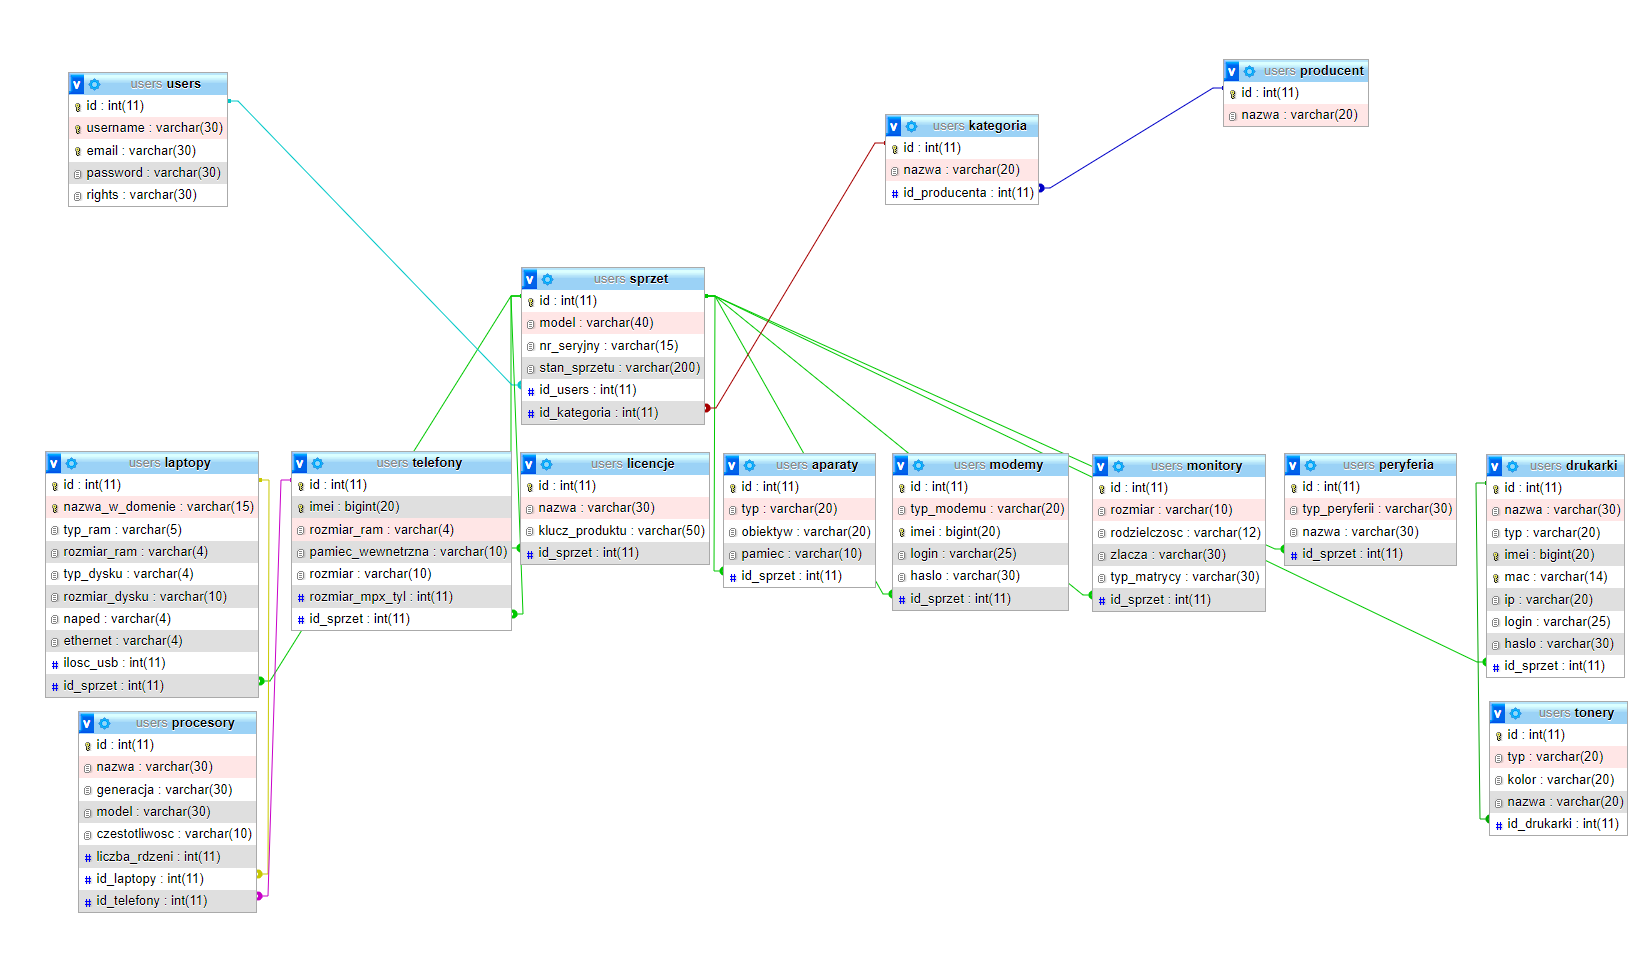 users users
id : int(11)
username : varchar(30)
email : varchar(30)
password : varchar(30)
rights : varchar(30)
users producent
id : int(11)
nazwa : varchar(20)
users kategoria
id : int(11)
nazwa : varchar(20)
id_producenta : int(11)
users sprzet
id : int(11)
model : varchar(40)
nr_seryjny : varchar(15)
stan_sprzetu : varchar(200)
id_users : int(11)
id_kategoria : int(11)
users laptopy
id : int(11)
nazwa_w_domenie : varchar(15)
typ_ram : varchar(5)
rozmiar_ram : varchar(4)
typ_dysku : varchar(4)
rozmiar_dysku : varchar(10)
naped : varchar(4)
ethernet : varchar(4)
ilosc_usb : int(11)
id_sprzet : int(11)
users telefony
id : int(11)
imei : bigint(20)
rozmiar_ram : varchar(4)
pamiec_wewnetrzna : varchar(10)
rozmiar : varchar(10)
rozmiar_mpx_tyl : int(11)
id_sprzet : int(11)
users licencje
id : int(11)
nazwa : varchar(30)
klucz_produktu : varchar(50)
id_sprzet : int(11)
users aparaty
id : int(11)
typ : varchar(20)
obiektyw : varchar(20)
pamiec : varchar(10)
id_sprzet : int(11)
users modemy
id : int(11)
typ_modemu : varchar(20)
imei : bigint(20)
login : varchar(25)
haslo : varchar(30)
id_sprzet : int(11)
users monitory
id : int(11)
rozmiar : varchar(10)
rodzielczosc : varchar(12)
zlacza : varchar(30)
typ_matrycy : varchar(30)
id_sprzet : int(11)
users peryferia
id : int(11)
typ_peryferii : varchar(30)
nazwa : varchar(30)
id_sprzet : int(11)
users drukarki
id : int(11)
nazwa : varchar(30)
typ : varchar(20)
imei : bigint(20)
mac : varchar(14)
ip : varchar(20)
login : varchar(25)
haslo : varchar(30)
id_sprzet : int(11)
users procesory
id : int(11)
nazwa : varchar(30)
generacja : varchar(30)
model : varchar(30)
czestotliwosc : varchar(10)
liczba_rdzeni : int(11)
id_laptopy : int(11)
id_telefony : int(11)
users tonery
id : int(11)
typ : varchar(20)
kolor : varchar(20)
nazwa : varchar(20)
id_drukarki : int(11)